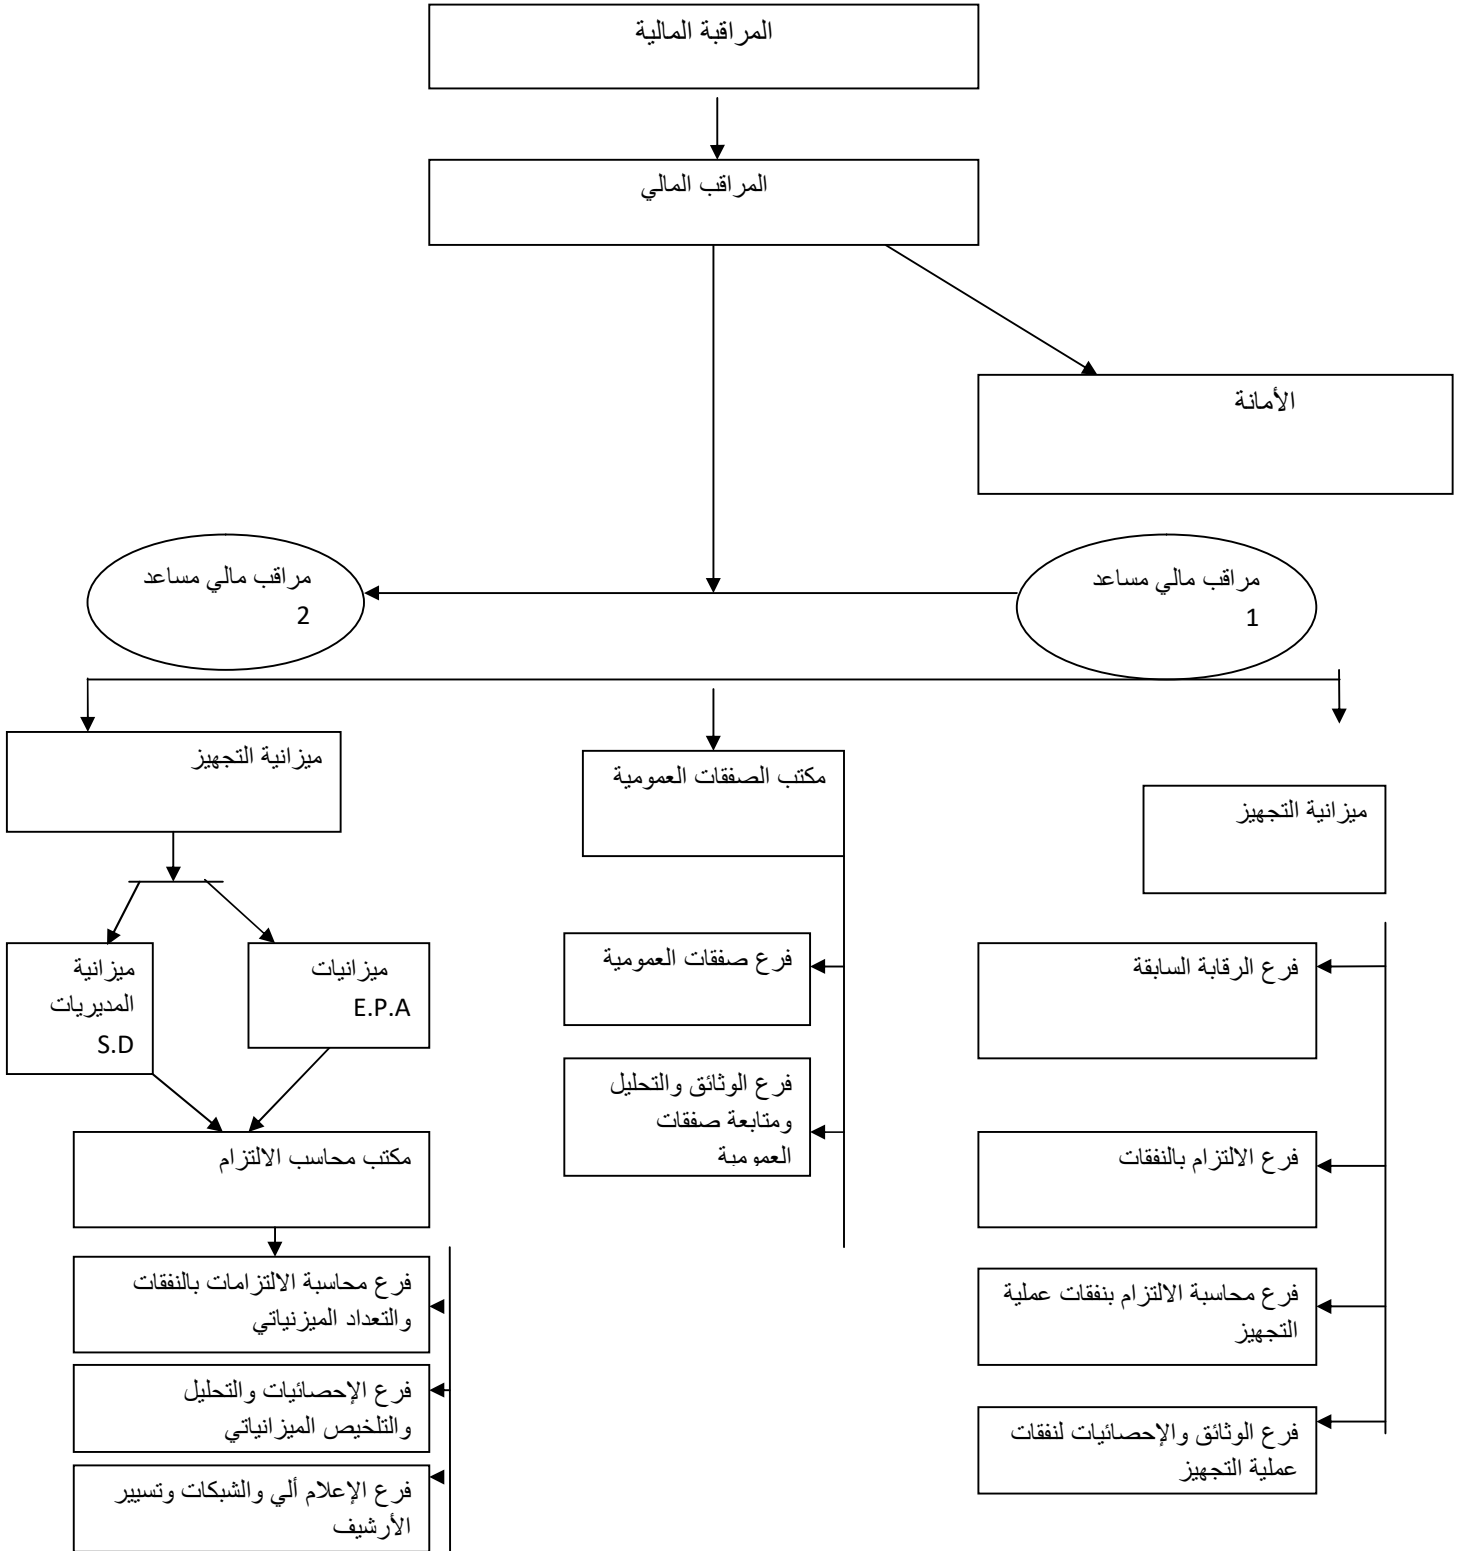 المراقبة المالية
المراقب المالي
الأمانة
مراقب مالي مساعد
1
مراقب مالي مساعد
2
ميزانية التجهيز
مكتب الصفقات العمومية
ميزانية التجهيز
فرع الرقابة السابقة
فرع الالتزام بالنفقات
فرع محاسبة الالتزام بنفقات عملية
التجهيز
فرع الوثائق والإحصائيات لنفقات
عملية التجهيز
فرع صفقات العمومية
فرع الوثائق والتحليل
ومتابعة صفقات
العمومية
ميزانيات
E.P.A
ميزانية
المديريات
S.D
مكتب محاسب الالتزام
فرع محاسبة الالتزامات بالنفقات
والتعداد الميزنياتي
فرع الإحصائيات والتحليل
والتلخيص الميزانياتي
فرع الإعلام ألي والشبكات وتسيير
الأرشيف